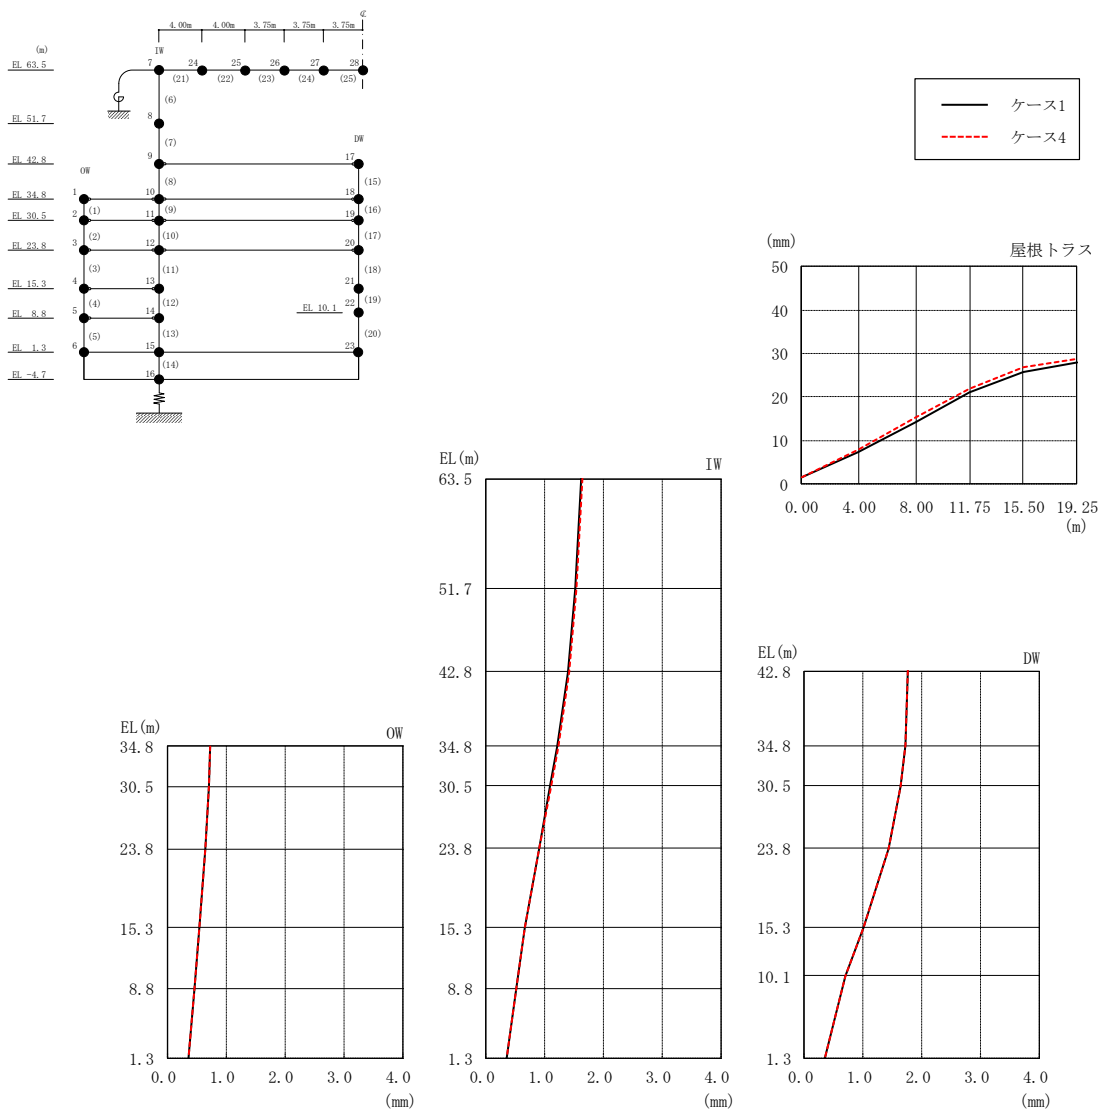 ℄
4.00m 4.00m 3.75m 3.75m 3.75m
(m)
IW
EL 63.5 7 24 25 26 27 28
(21) (22) (23) (24) (25)
(6)
EL 51.7 8
(7)
DW
EL 42.8 9 17
OW
(8) (15)
EL 34.8 1 10 18
(1) (9) (16)
EL 30.5 2 11 19
(2) (10) (17)
EL 23.8 3 12 20
(3) (11) (18)
EL 15.3 4 13 21
(4) (12) (19)
EL 10.1 22
EL 8.8 5 14
(5) (13) (20)
EL 1.3 6 15 23
(14)
EL -4.7 16
ケース1
ケース4
(mm)
屋根トラス
50
40
30
20
10
0
0.00 4.00 8.00 11.75 15.50 19.25
(m)
EL(m)
IW
63.5
51.7
42.8
34.8
30.5
23.8
15.3
8.8
1.3
0.0 1.0 2.0 3.0 4.0
(mm)
EL(m)
OW
34.8
30.5
23.8
15.3
8.8
1.3
0.0 1.0 2.0 3.0 4.0
(mm)
EL(m)
DW
42.8
34.8
30.5
23.8
15.3
10.1
1.3
0.0 1.0 2.0 3.0 4.0
(mm)